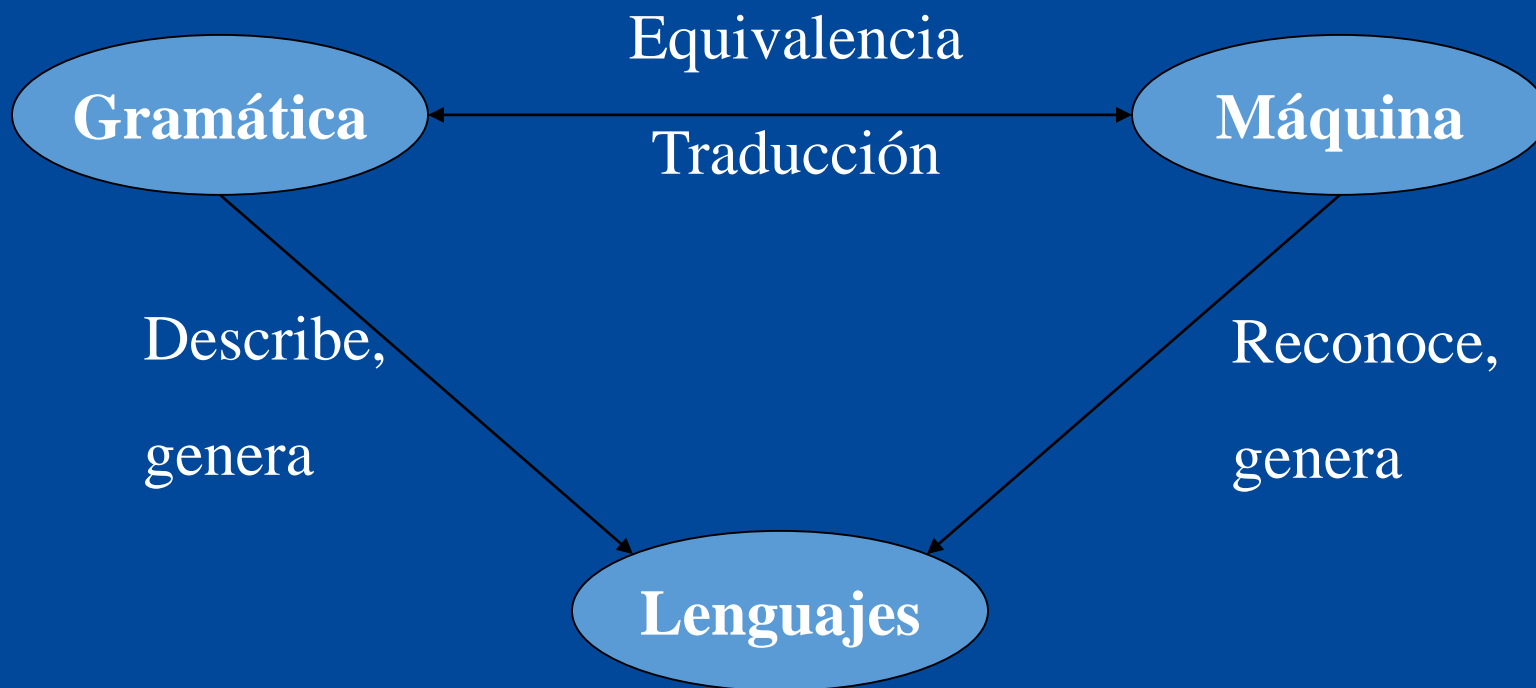 Equivalencia
Gramática
Máquina
Traducción
Describe,
genera
Reconoce,
genera
Lenguajes